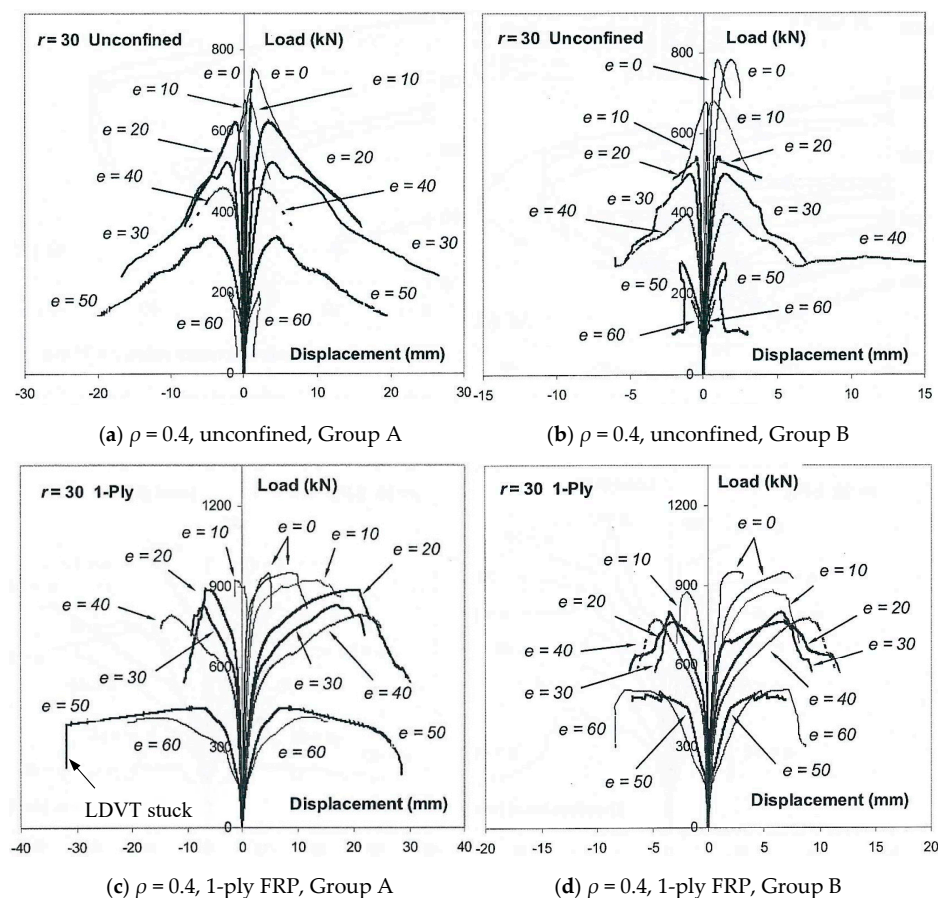 r = 30 Unconfined
Load (kN)
800
e = 0
e = 0
e = 10
e = 10
600
e = 20
e = 20
e = 40
e = 40
400
e = 30
e = 30
e = 50
e = 50
200
e = 60
e = 60
Displacement (mm)
0
-30 -20 -10 0 10 20 30
(a) ρ = 0.4, unconfined, Group A
r = 30 Unconfined
Load (kN)
800
e = 0
e = 0
e = 10
e = 10
600
e = 20
e = 20
e = 30
e = 30
400
e = 40
e = 40
e = 50
e = 50
200
e = 60
e = 60
Displacement (mm)
0
-15 -10 -5 0 5 10 15
(b) ρ = 0.4, unconfined, Group B
r = 30 1-Ply
Load (kN)
1200
e = 10
e = 0
e = 10
e = 20
e = 20
900
e = 40
600
e = 30
e = 30
e = 40
e = 50
e = 50
e = 60
e = 60
300
LDVT stuck
Displacement (mm)
0
-40 -30 -20 -10 0 10 20 30 40
(c) ρ = 0.4, 1-ply FRP, Group A
r = 30 1-Ply
Load (kN)
1200
e = 0
e = 10
e = 10
900
e = 20
e = 20
e = 40
e = 30
600
e = 30
e = 40
e = 60
e = 60
e = 50
e = 50
300
Displacement (mm)
0
-20 -15 -10 -5 0 5 10 15 20
(d) ρ = 0.4, 1-ply FRP, Group B